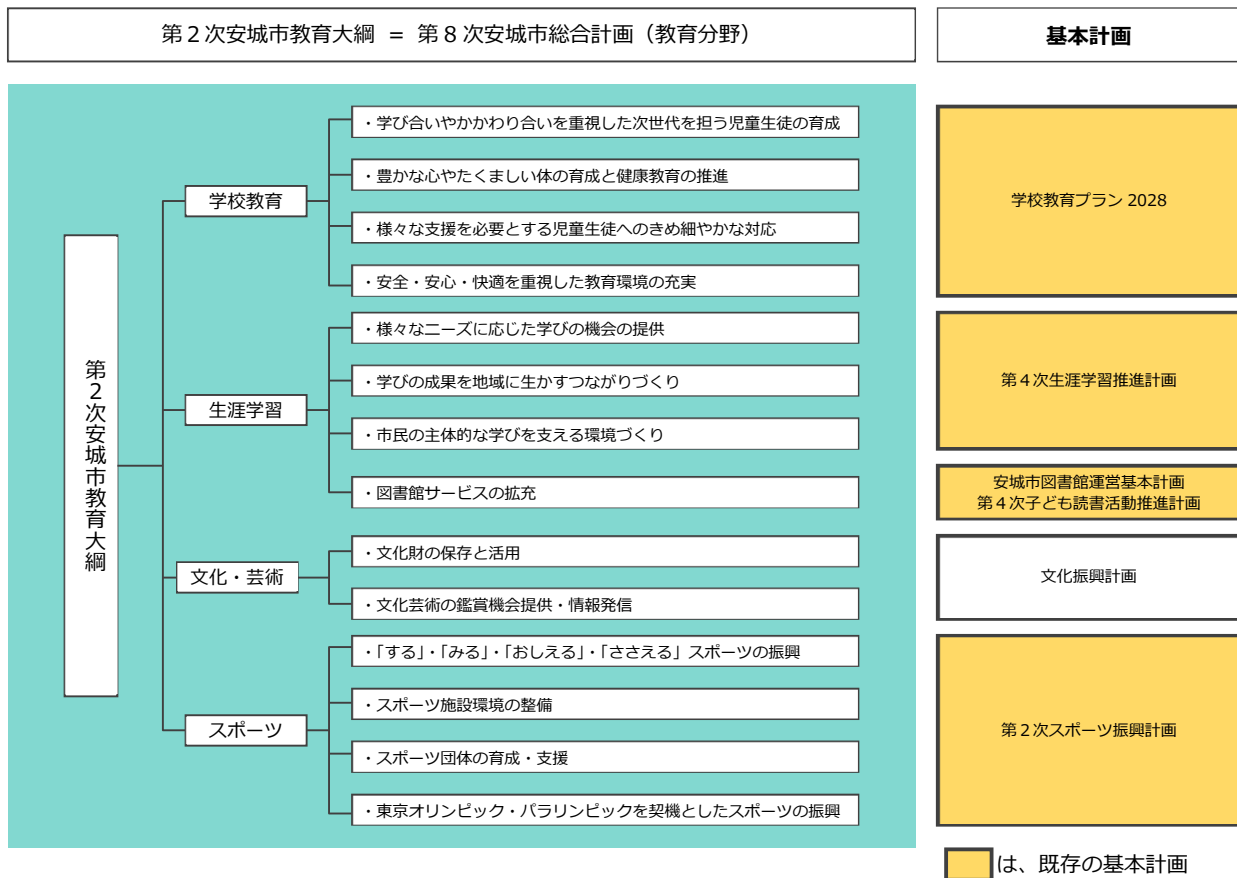 第２次安城市教育大綱 = 第８次安城市総合計画（教育分野）
基本計画
第２次安城市教育大綱
学校教育
・学び合いやかかわり合いを重視した次世代を担う児童生徒の育成
・豊かな心やたくましい体の育成と健康教育の推進
・様々な支援を必要とする児童生徒へのきめ細やかな対応
・安全・安心・快適を重視した教育環境の充実
学校教育プラン 2028
生涯学習
・様々なニーズに応じた学びの機会の提供
・学びの成果を地域に生かすつながりづくり
・市民の主体的な学びを支える環境づくり
・図書館サービスの拡充
第４次生涯学習推進計画
安城市図書館運営基本計画
第４次子ども読書活動推進計画
文化・芸術
・文化財の保存と活用
・文化芸術の鑑賞機会提供・情報発信
文化振興計画
スポーツ
・「する」・「みる」・「おしえる」・「ささえる」スポーツの振興
・スポーツ施設環境の整備
・スポーツ団体の育成・支援
・東京オリンピック・パラリンピックを契機としたスポーツの振興
第２次スポーツ振興計画
は、既存の基本計画